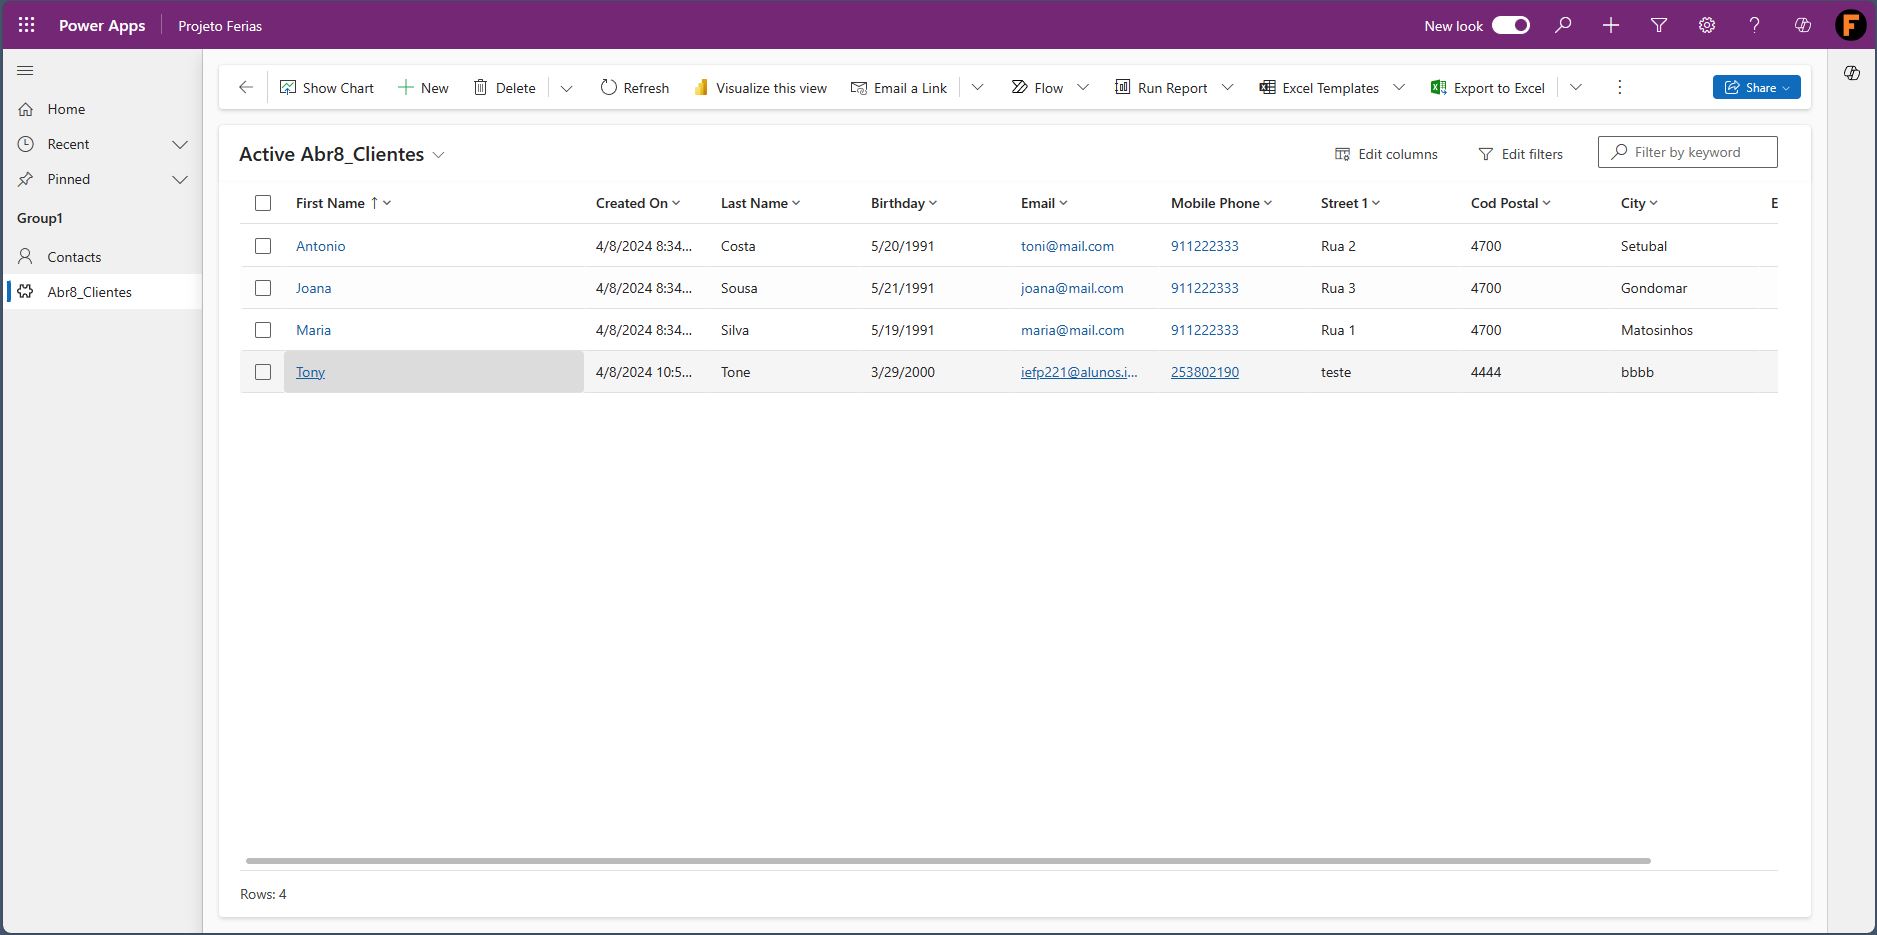 Power Apps Projeto Ferias New look
Home
Recent
Pinned
Group1
Contacts
Abr8_Clientes
Show Chart New Delete Refresh Visualize this view Email a Link Flow Run Report Excel Templates Export to Excel Share
Active Abr8_Clientes Edit columns Edit filters Filter by keyword
First Name Created On Last Name Birthday Email Mobile Phone Street 1 Cod Postal City E
Antonio 4/8/2024 8:34... Costa 5/20/1991 toni@mail.com 911222333 Rua 2 4700 Setubal
Joana 4/8/2024 8:34... Sousa 5/21/1991 joana@mail.com 911222333 Rua 3 4700 Gondomar
Maria 4/8/2024 8:34... Silva 5/19/1991 maria@mail.com 911222333 Rua 1 4700 Matosinhos
Tony 4/8/2024 10:5... Tone 3/29/2000 iefp221@alunos.i... 253802190 teste 4444 bbbb
Rows: 4